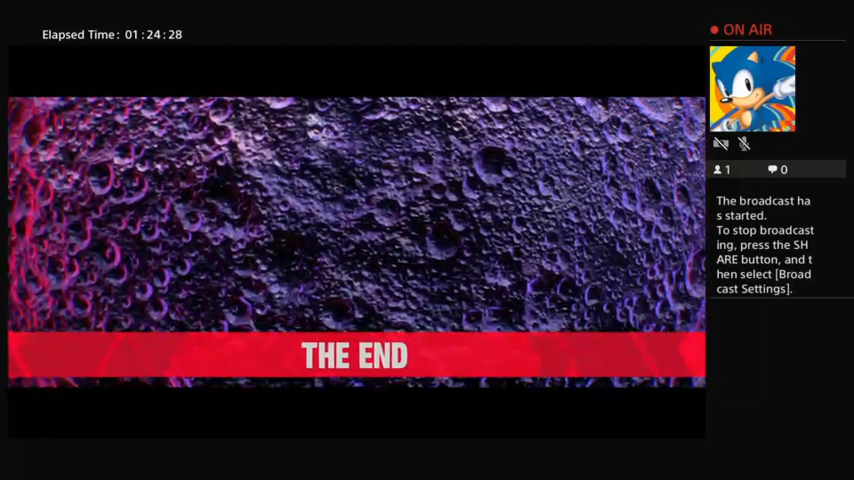 Elapsed Time: 01:24:28
ON AIR
1
0
The broadcast ha
s started.
To stop broadcast
ing, press the SH
ARE button, and t
hen select [Broad
cast Settings].
THE END